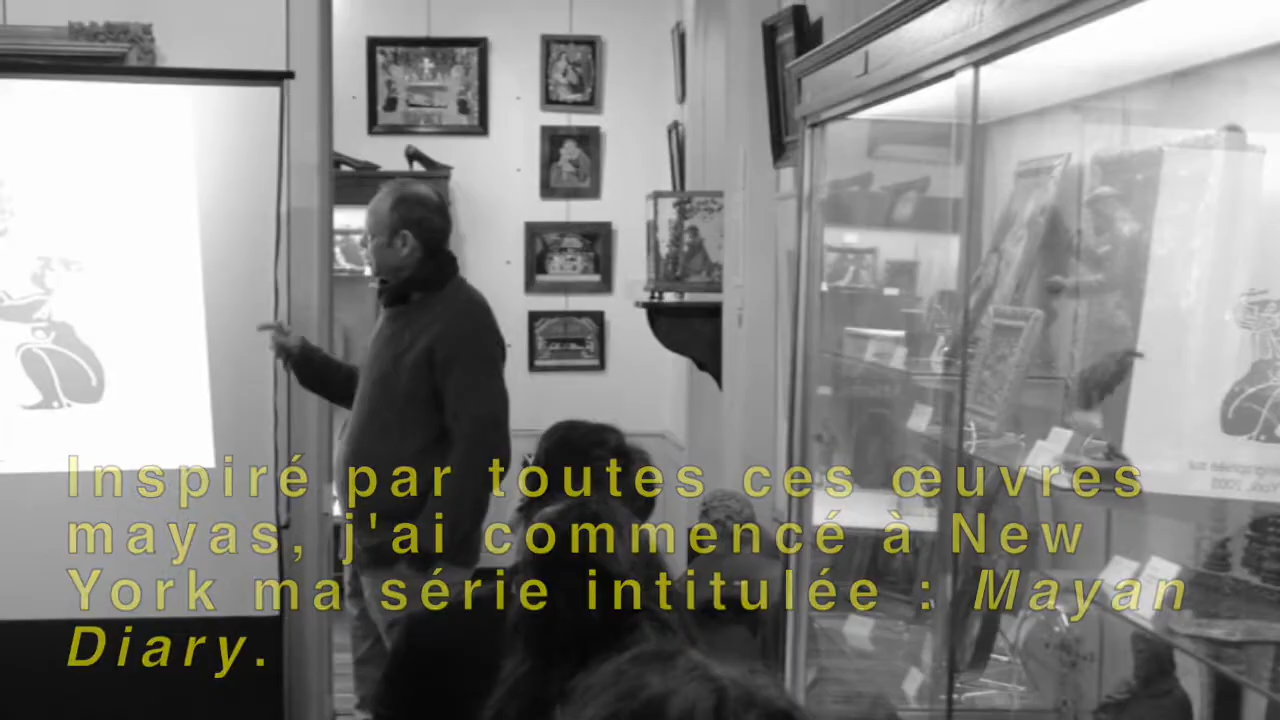 Inspiré par toutes ces œuvres
mayas, j'ai commencé à New
York ma série intitulée : Mayan
Diary.